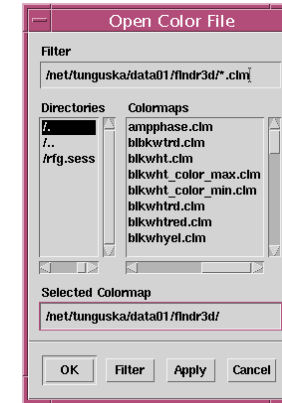 Open Color File
Filter
/net/tunguska/data01/flndr3d/*.clm
Directories Colormaps
/.
/..
/rfg.sess
ampphase.clm
blbkwtrd.clm
blkwht.clm
blkwht_color_max.clm
blkwht_color_min.clm
blkwhtrd.clm
blkwhtred.clm
blkwhyel.clm
Selected Colormap
/net/tunguska/data01/flndr3d/
OK Filter Apply Cancel